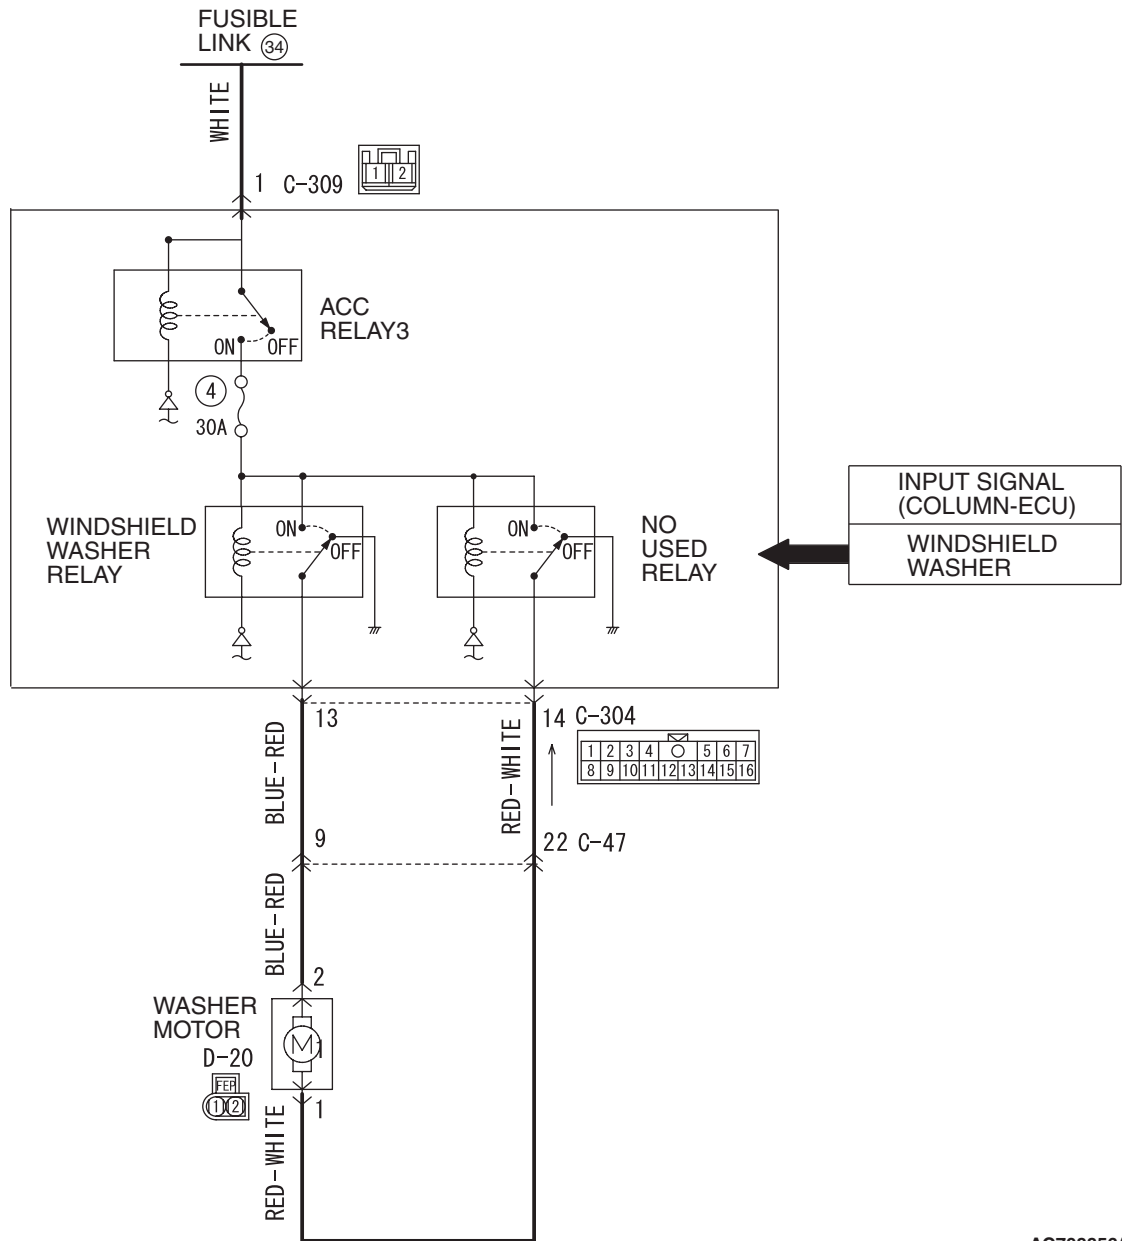 FUSIBLE
LINK 34
WHITE
1 C-309
1 2
ACC
RELAY3
ON OFF
4
30A
WINDSHIELD
WASHER
RELAY
ON
OFF
ON
OFF
NO
USED
RELAY
INPUT SIGNAL
(COLUMN-ECU)
WINDSHIELD
WASHER
13
14 C-304
1 2 3 4 5 6 7
8 9 10 11 12 13 14 15 16
BLUE-RED
RED-WHITE
9
22 C-47
BLUE-RED
2
WASHER
MOTOR
M
D-20
FEP
1 2
1
RED-WHITE